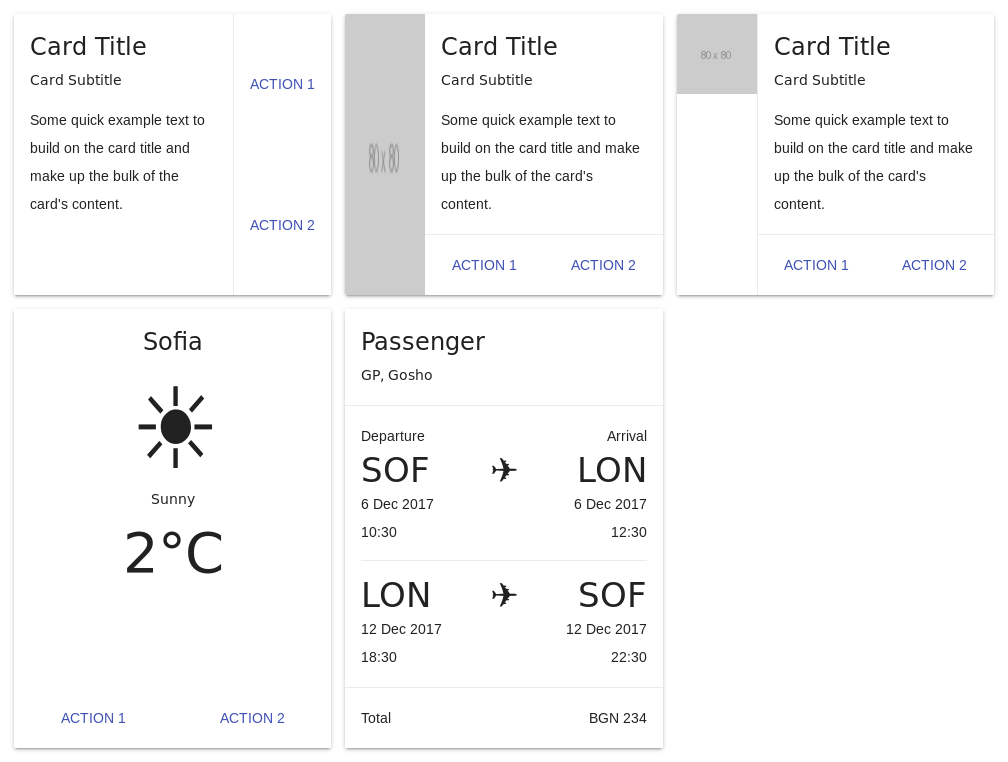 Card Title
Card Subtitle
Some quick example text to
build on the card title and
make up the bulk of the
card's content.
ACTION 1
ACTION 2
80 x 80
Card Title
Card Subtitle
Some quick example text to
build on the card title and make
up the bulk of the card's
content.
ACTION 1 ACTION 2
80 x 80
Card Title
Card Subtitle
Some quick example text to
build on the card title and make
up the bulk of the card's
content.
ACTION 1 ACTION 2
Sofia
Sunny
2°C
ACTION 1 ACTION 2
Passenger
GP, Gosho
Departure Arrival
SOF ✈ LON
6 Dec 2017 6 Dec 2017
10:30 12:30
LON ✈ SOF
12 Dec 2017 12 Dec 2017
18:30 22:30
Total BGN 234